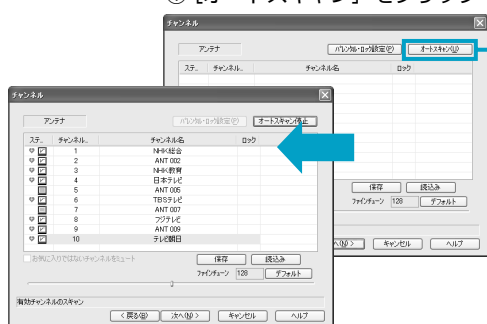 [オートスキャン]をクリック
チャンネル
アンテナ
パレンタル・ロック設定(P) オートスキャン(U)
ステ... チャンネル... チャンネル名 ロック
保存 読込み
ファインチューン 128 デフォルト
(N) > キャンセル ヘルプ
チャンネル
アンテナ
パレンタル・ロック設定(P) オートスキャン停止
ステ... チャンネル... チャンネル名 ロック
1 NHK総合
2 ANT 002
3 NHK教育
4 日本テレビ
5 ANT 005
6 TBSテレビ
7 ANT 007
8 フジテレビ
9 ANT 009
10 テレビ朝日
お気に入りではないチャンネルをミュート
保存 読込み
ファインチューン 128 デフォルト
有効チャンネルのスキャン
< 戻る(B) 次へ(N) > キャンセル ヘルプ